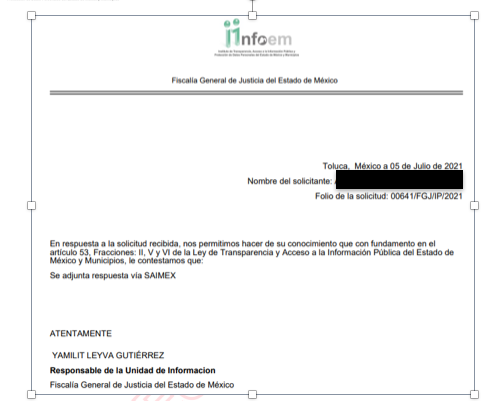 infoem
Instituto de Transparencia, Acceso a la Información Pública y
Protección de Datos Personales del Estado de México y Municipios
Fiscalía General de Justicia del Estado de México
Toluca, México a 05 de Julio de 2021
Nombre del solicitante:
Folio de la solicitud: 00641/FGJ/IP/2021
En respuesta a la solicitud recibida, nos permitimos hacer de su conocimiento que con fundamento en el
artículo 53, Fracciones: II, V y VI de la Ley de Transparencia y Acceso a la Información Pública del Estado de
México y Municipios, le contestamos que:
Se adjunta respuesta vía SAIMEX
ATENTAMENTE
YAMILIT LEYVA GUTIÉRREZ
Responsable de la Unidad de Informacion
Fiscalía General de Justicia del Estado de México